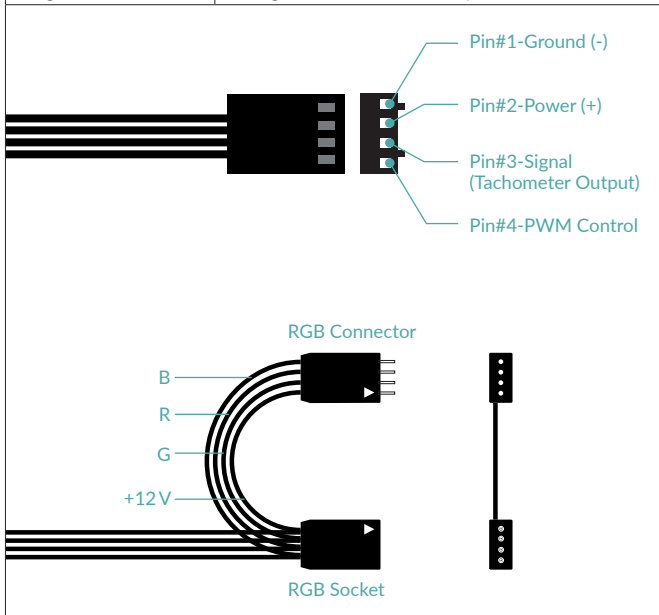 Pin#1-Ground (-)
Pin#2-Power (+)
Pin#3-Signal
(Tachometer Output)
Pin#4-PWM Control
RGB Connector
B
R
G
+12 V
RGB Socket